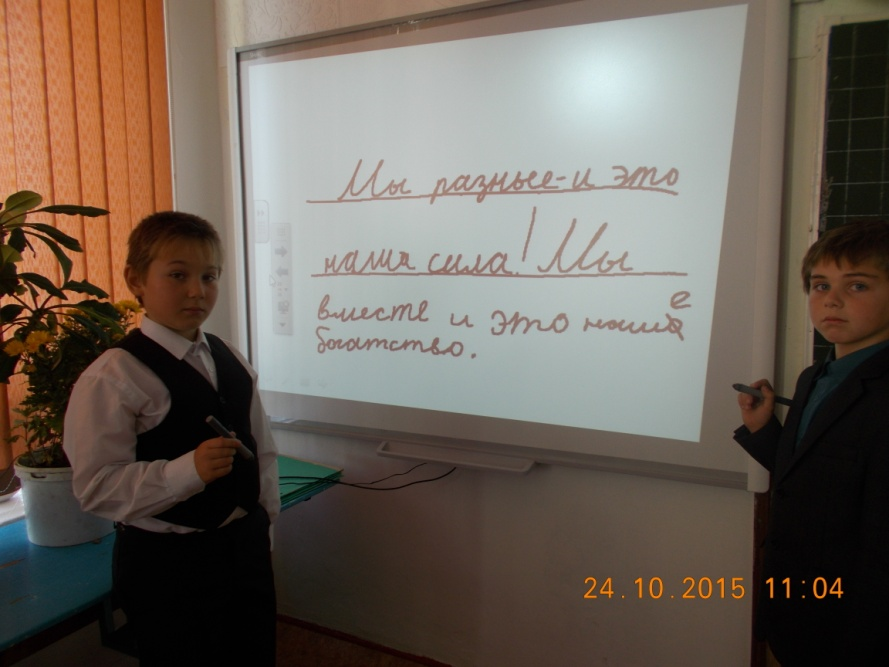 Мы разные-и это
наша сила! Мы
вместе и это наше
богатство.
24.10.2015 11:04